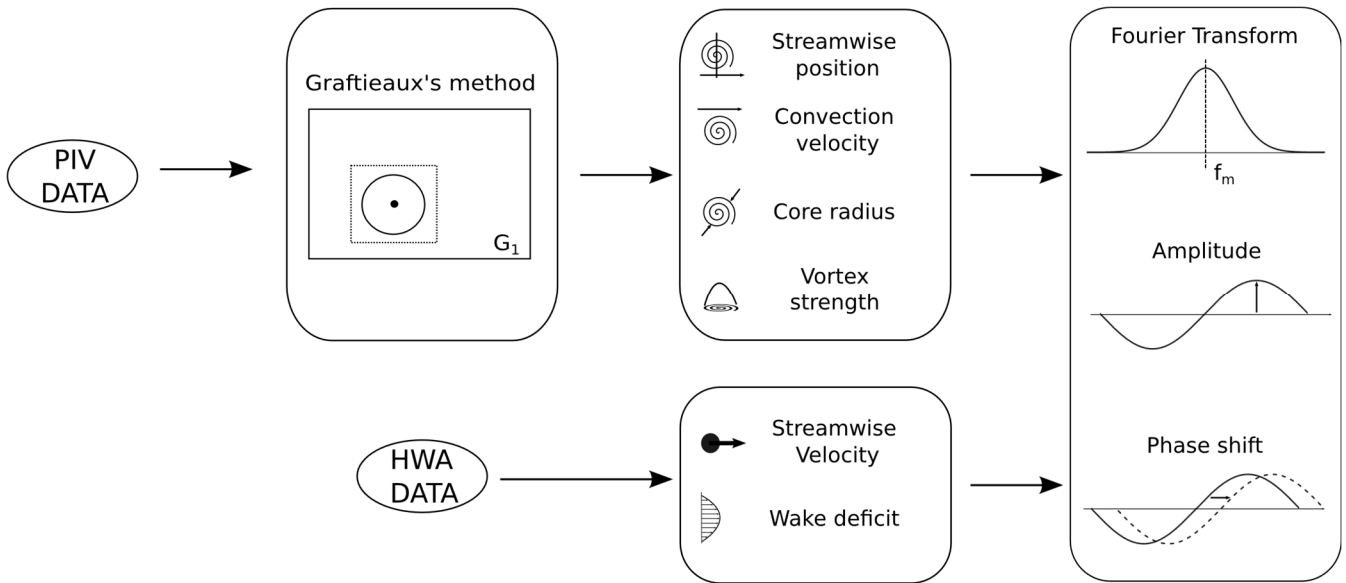 PIV
DATA
Graftieaux's method
G₁
Streamwise
position
Convection
velocity
Core radius
Vortex
strength
HWA
DATA
Streamwise
Velocity
Wake deficit
Fourier Transform
fₘ
Amplitude
Phase shift